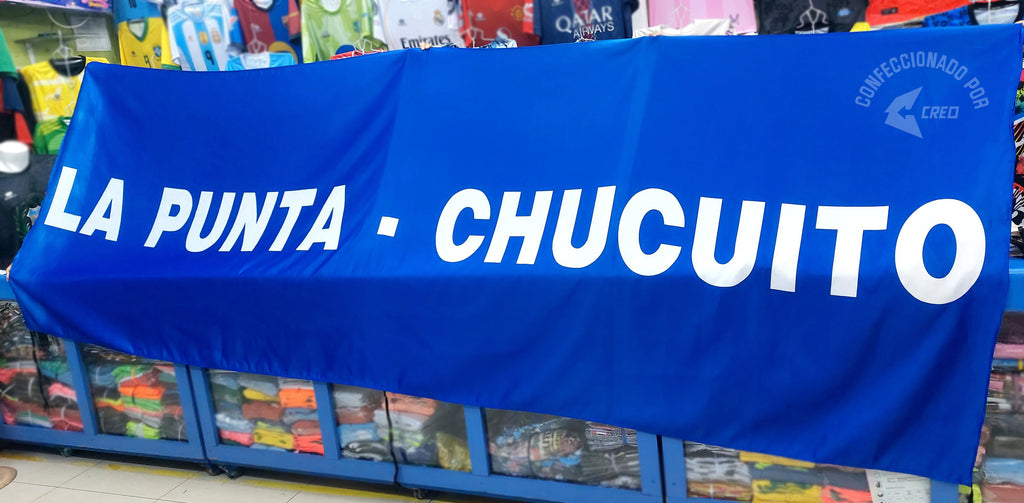 Emirates
QATAR
AIRWAYS
CONFECCIONADO POR
CREO
LA PUNTA - CHUCUITO